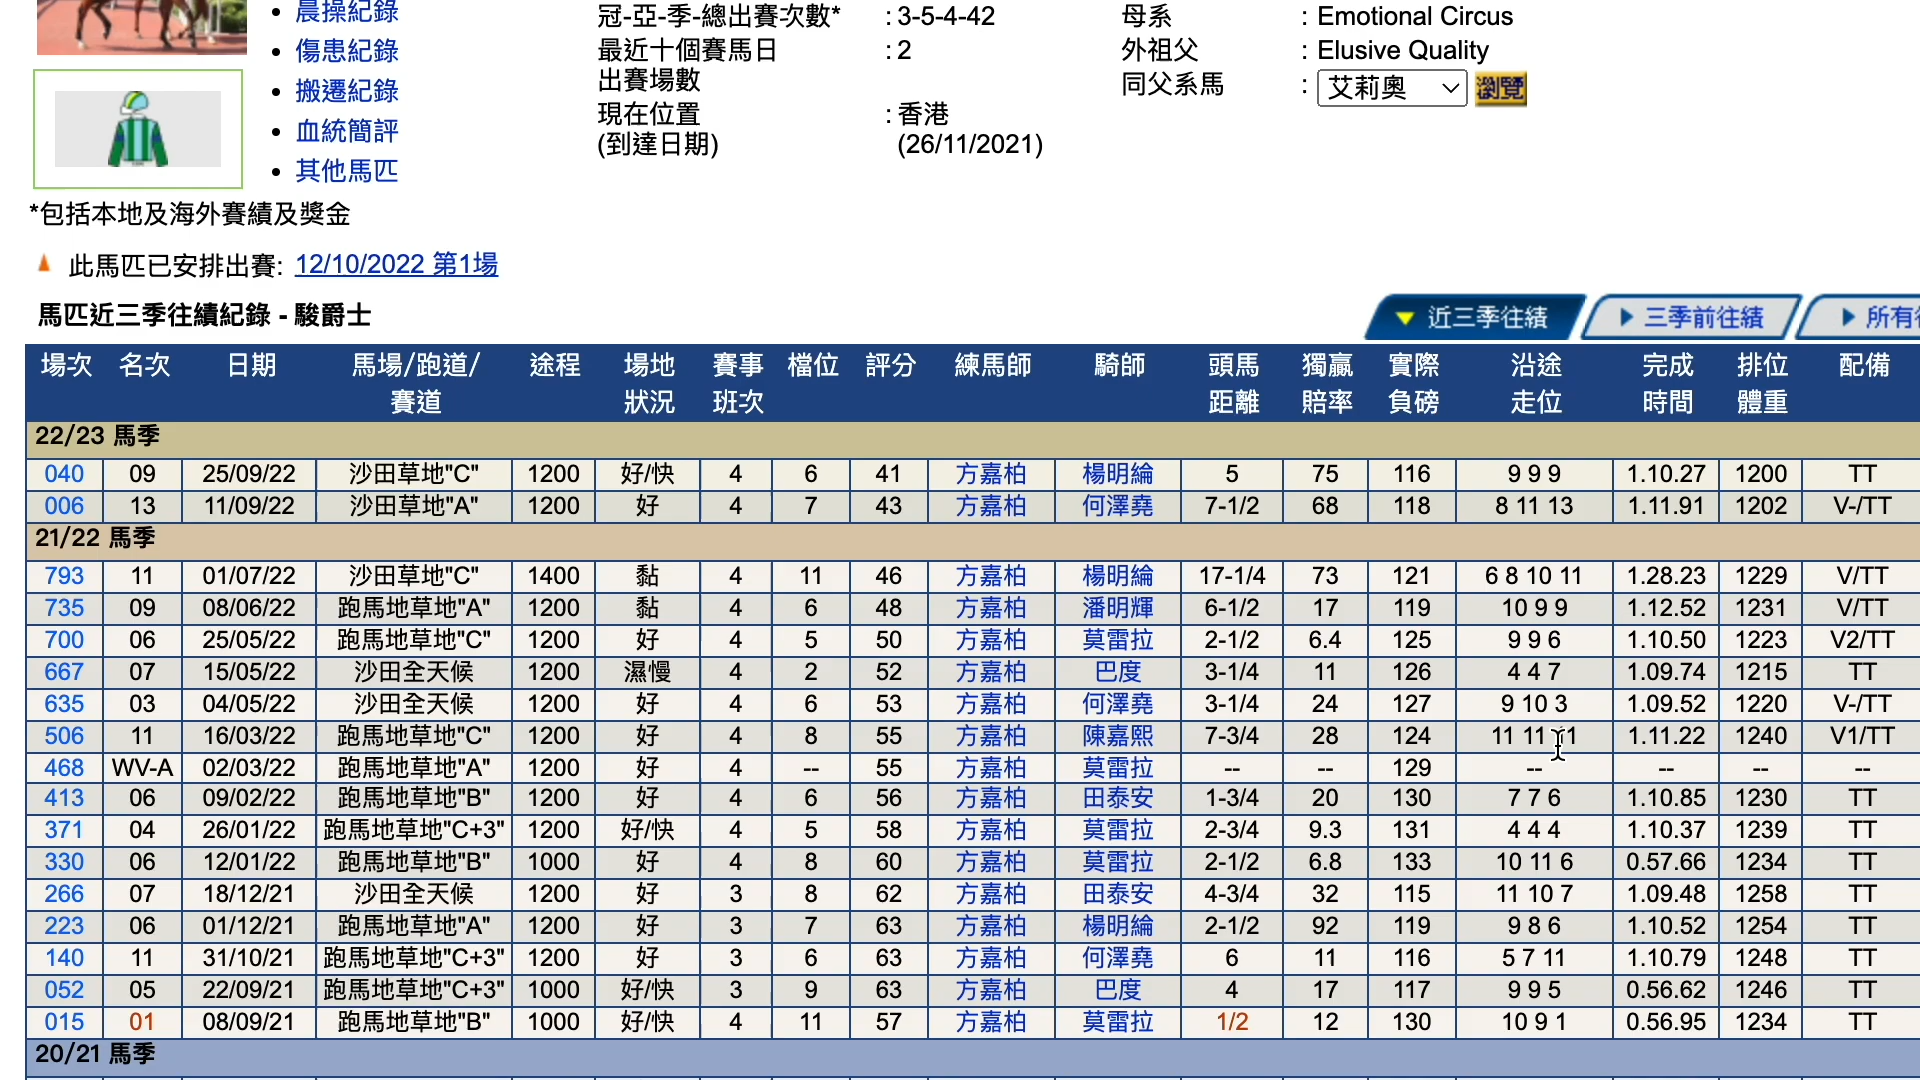 晨操紀錄
傷患紀錄
搬遷紀錄
血統簡評
其他馬匹
冠-亞-季-總出賽次數* : 3-5-4-42
最近十個賽馬日 : 2
出賽場數
現在位置 : 香港
(到達日期) (26/11/2021)
母系 : Emotional Circus
外祖父 : Elusive Quality
同父系馬 : 艾莉奧 瀏覽
*包括本地及海外賽績及獎金
此馬匹已安排出賽: 12/10/2022 第1場
馬匹近三季往績紀錄 - 駿爵士
近三季往績 三季前往績 所有
場次 名次 日期 馬場/跑道/ 途程 場地 賽事 檔位 評分 練馬師 騎師 頭馬 獨贏 實際 沿途 完成 排位 配備
賽道 狀況 班次 距離 賠率 負磅 走位 時間 體重
22/23 馬季
040 09 25/09/22 沙田草地"C" 1200 好/快 4 6 41 方嘉柏 楊明綸 5 75 116 9 9 9 1.10.27 1200 TT
006 13 11/09/22 沙田草地"A" 1200 好 4 7 43 方嘉柏 何澤堯 7-1/2 68 118 8 11 13 1.11.91 1202 V-/TT
21/22 馬季
793 11 01/07/22 沙田草地"C" 1400 黏 4 11 46 方嘉柏 楊明綸 17-1/4 73 121 6 8 10 11 1.28.23 1229 V/TT
735 09 08/06/22 跑馬地草地"A" 1200 黏 4 6 48 方嘉柏 潘明輝 6-1/2 17 119 10 9 9 1.12.52 1231 V/TT
700 06 25/05/22 跑馬地草地"C" 1200 好 4 5 50 方嘉柏 莫雷拉 2-1/2 6.4 125 9 9 6 1.10.50 1223 V2/TT
667 07 15/05/22 沙田全天候 1200 濕慢 4 2 52 方嘉柏 巴度 3-1/4 11 126 4 4 7 1.09.74 1215 TT
635 03 04/05/22 沙田全天候 1200 好 4 6 53 方嘉柏 何澤堯 3-1/4 24 127 9 10 3 1.09.52 1220 V-/TT
506 11 16/03/22 跑馬地草地"C" 1200 好 4 8 55 方嘉柏 陳嘉熙 7-3/4 28 124 11 11 11 1.11.22 1240 V1/TT
468 WV-A 02/03/22 跑馬地草地"A" 1200 好 4 -- 55 方嘉柏 莫雷拉 -- -- 129 -- -- -- --
413 06 09/02/22 跑馬地草地"B" 1200 好 4 6 56 方嘉柏 田泰安 1-3/4 20 130 7 7 6 1.10.85 1230 TT
371 04 26/01/22 跑馬地草地"C+3" 1200 好/快 4 5 58 方嘉柏 莫雷拉 2-3/4 9.3 131 4 4 4 1.10.37 1239 TT
330 06 12/01/22 跑馬地草地"B" 1000 好 4 8 60 方嘉柏 莫雷拉 2-1/2 6.8 133 10 11 6 0.57.66 1234 TT
266 07 18/12/21 沙田全天候 1200 好 3 8 62 方嘉柏 田泰安 4-3/4 32 115 11 10 7 1.09.48 1258 TT
223 06 01/12/21 跑馬地草地"A" 1200 好 3 7 63 方嘉柏 楊明綸 2-1/2 92 119 9 8 6 1.10.52 1254 TT
140 11 31/10/21 跑馬地草地"C+3" 1200 好 3 6 63 方嘉柏 何澤堯 6 11 116 5 7 11 1.10.79 1248 TT
052 05 22/09/21 跑馬地草地"C+3" 1000 好/快 3 9 63 方嘉柏 巴度 4 17 117 9 9 5 0.56.62 1246 TT
015 01 08/09/21 跑馬地草地"B" 1000 好/快 4 11 57 方嘉柏 莫雷拉 1/2 12 130 10 9 1 0.56.95 1234 TT
20/21 馬季